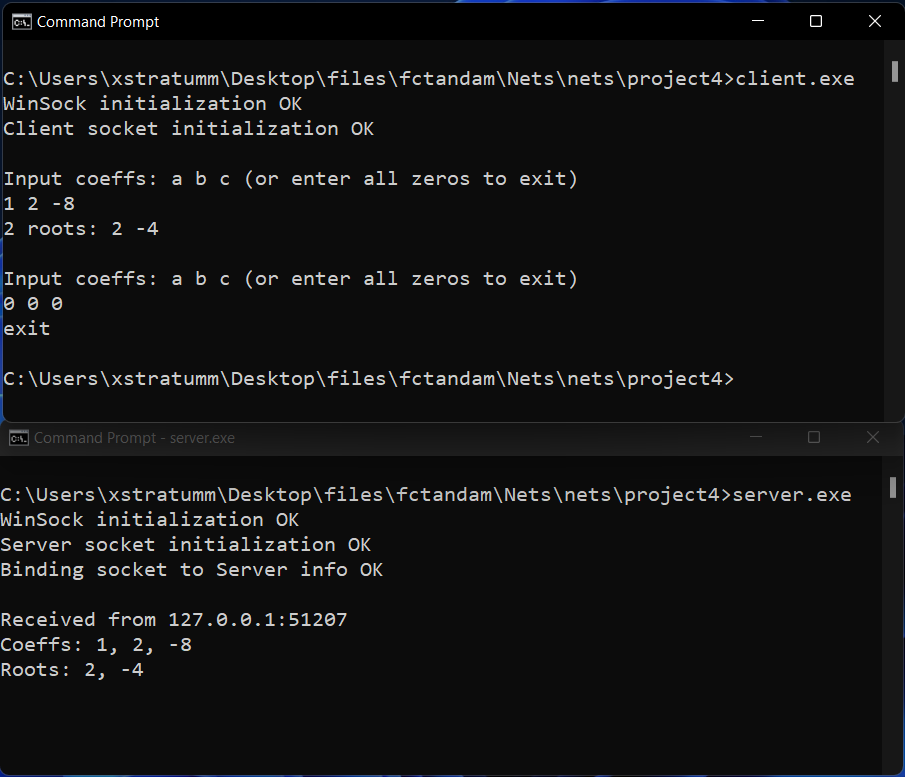 Command Prompt
C:\Users\xstratumm\Desktop\files\fctandam\Nets\nets\project4>client.exe
WinSock initialization OK
Client socket initialization OK
Input coeffs: a b c (or enter all zeros to exit)
1 2 -8
2 roots: 2 -4
Input coeffs: a b c (or enter all zeros to exit)
0 0 0
exit
C:\Users\xstratumm\Desktop\files\fctandam\Nets\nets\project4>
Command Prompt - server.exe
C:\Users\xstratumm\Desktop\files\fctandam\Nets\nets\project4>server.exe
WinSock initialization OK
Server socket initialization OK
Binding socket to Server info OK
Received from 127.0.0.1:51207
Coeffs: 1, 2, -8
Roots: 2, -4